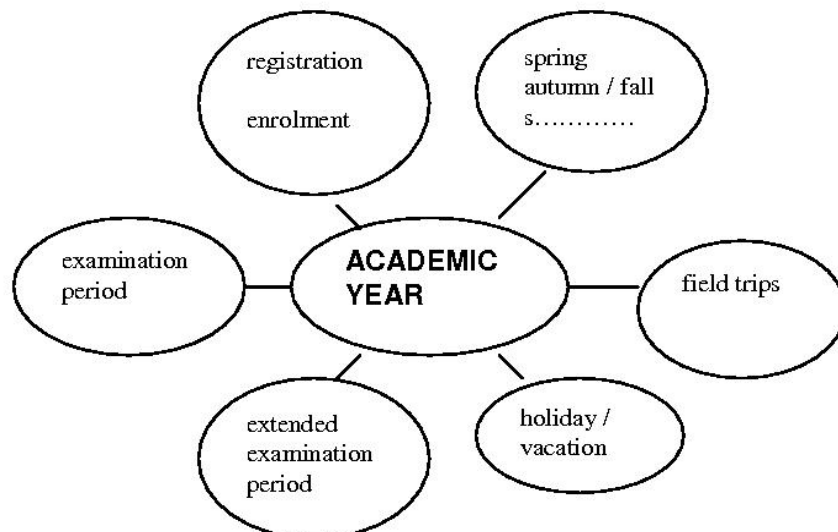 registration
enrolment
spring
autumn / fall
s…………
examination
period
ACADEMIC
YEAR
field trips
extended
examination
period
holiday /
vacation